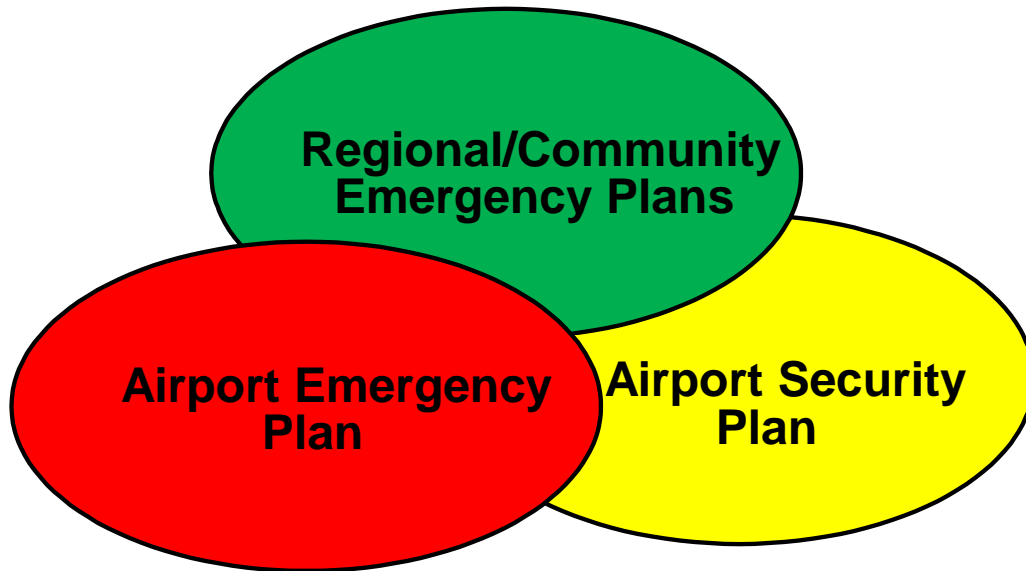 Regional/Community
Emergency Plans
Airport Emergency
Plan
Airport Security
Plan